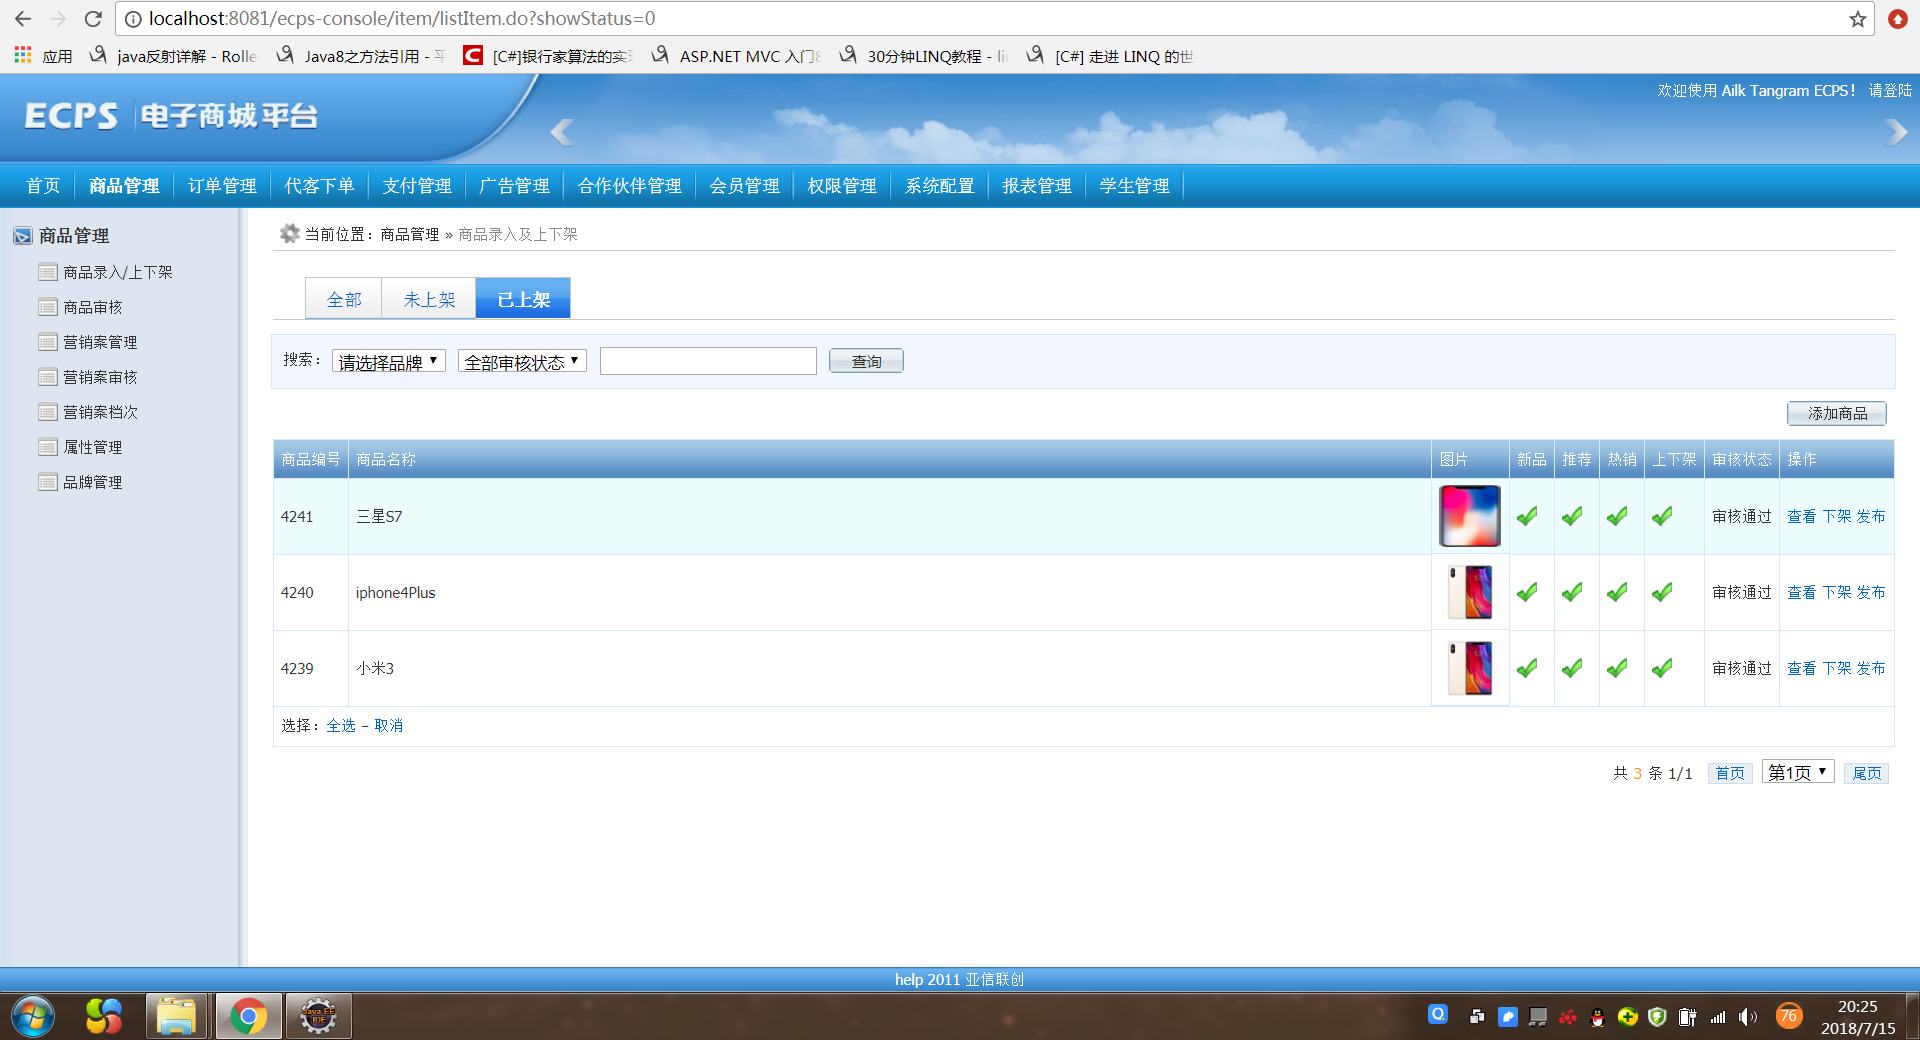 localhost:8081/ecps-console/item/listItem.do?showStatus=0
应用 java反射详解 - Rolle Java8之方法引用 - 平 [C#]银行家算法的实现 ASP.NET MVC 入门8 30分钟LINQ教程 - li [C#] 走进 LINQ 的世
欢迎使用 Ailk Tangram ECPS！ 请登陆
ECPS 电子商城平台
首页 商品管理 订单管理 代客下单 支付管理 广告管理 合作伙伴管理 会员管理 权限管理 系统配置 报表管理 学生管理
商品管理
商品录入/上下架
商品审核
营销案管理
营销案审核
营销案档次
属性管理
品牌管理
当前位置：商品管理 » 商品录入及上下架
全部 未上架 已上架
搜索： 请选择品牌 全部审核状态 查询
添加商品
商品编号 商品名称 图片 新品 推荐 热销 上下架 审核状态 操作
4241 三星S7 审核通过 查看 下架 发布
4240 iphone4Plus 审核通过 查看 下架 发布
4239 小米3 审核通过 查看 下架 发布
选择：全选 – 取消
共 3 条 1/1 首页 第1页 尾页
help 2011 亚信联创
Java EE
IDE
76
20:25
2018/7/15